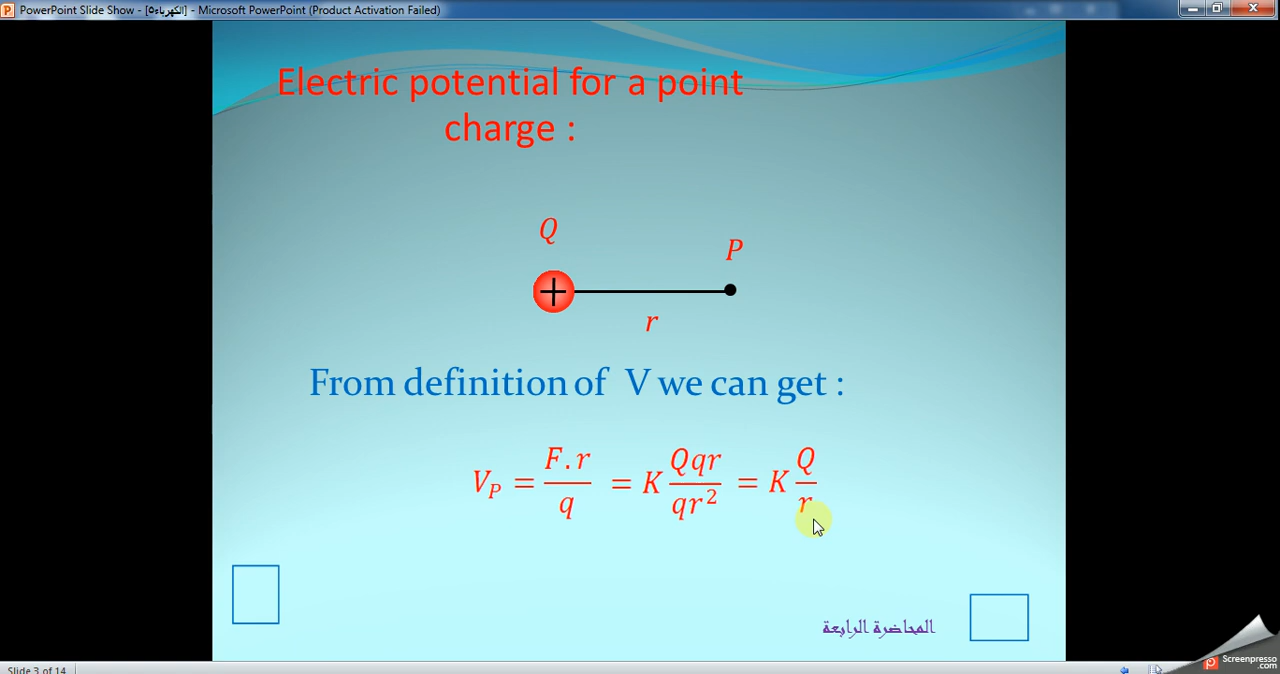 PowerPoint Slide Show - [الكهرباء٥] - Microsoft PowerPoint (Product Activation Failed)
Electric potential for a point
charge :
Q
P
+
r
From definition of V we can get :
V_P = F.r/q = K Qqr/qr² = K Q/r
المحاضرة الرابعة
Slide 3 of 14
Screenpresso
.com